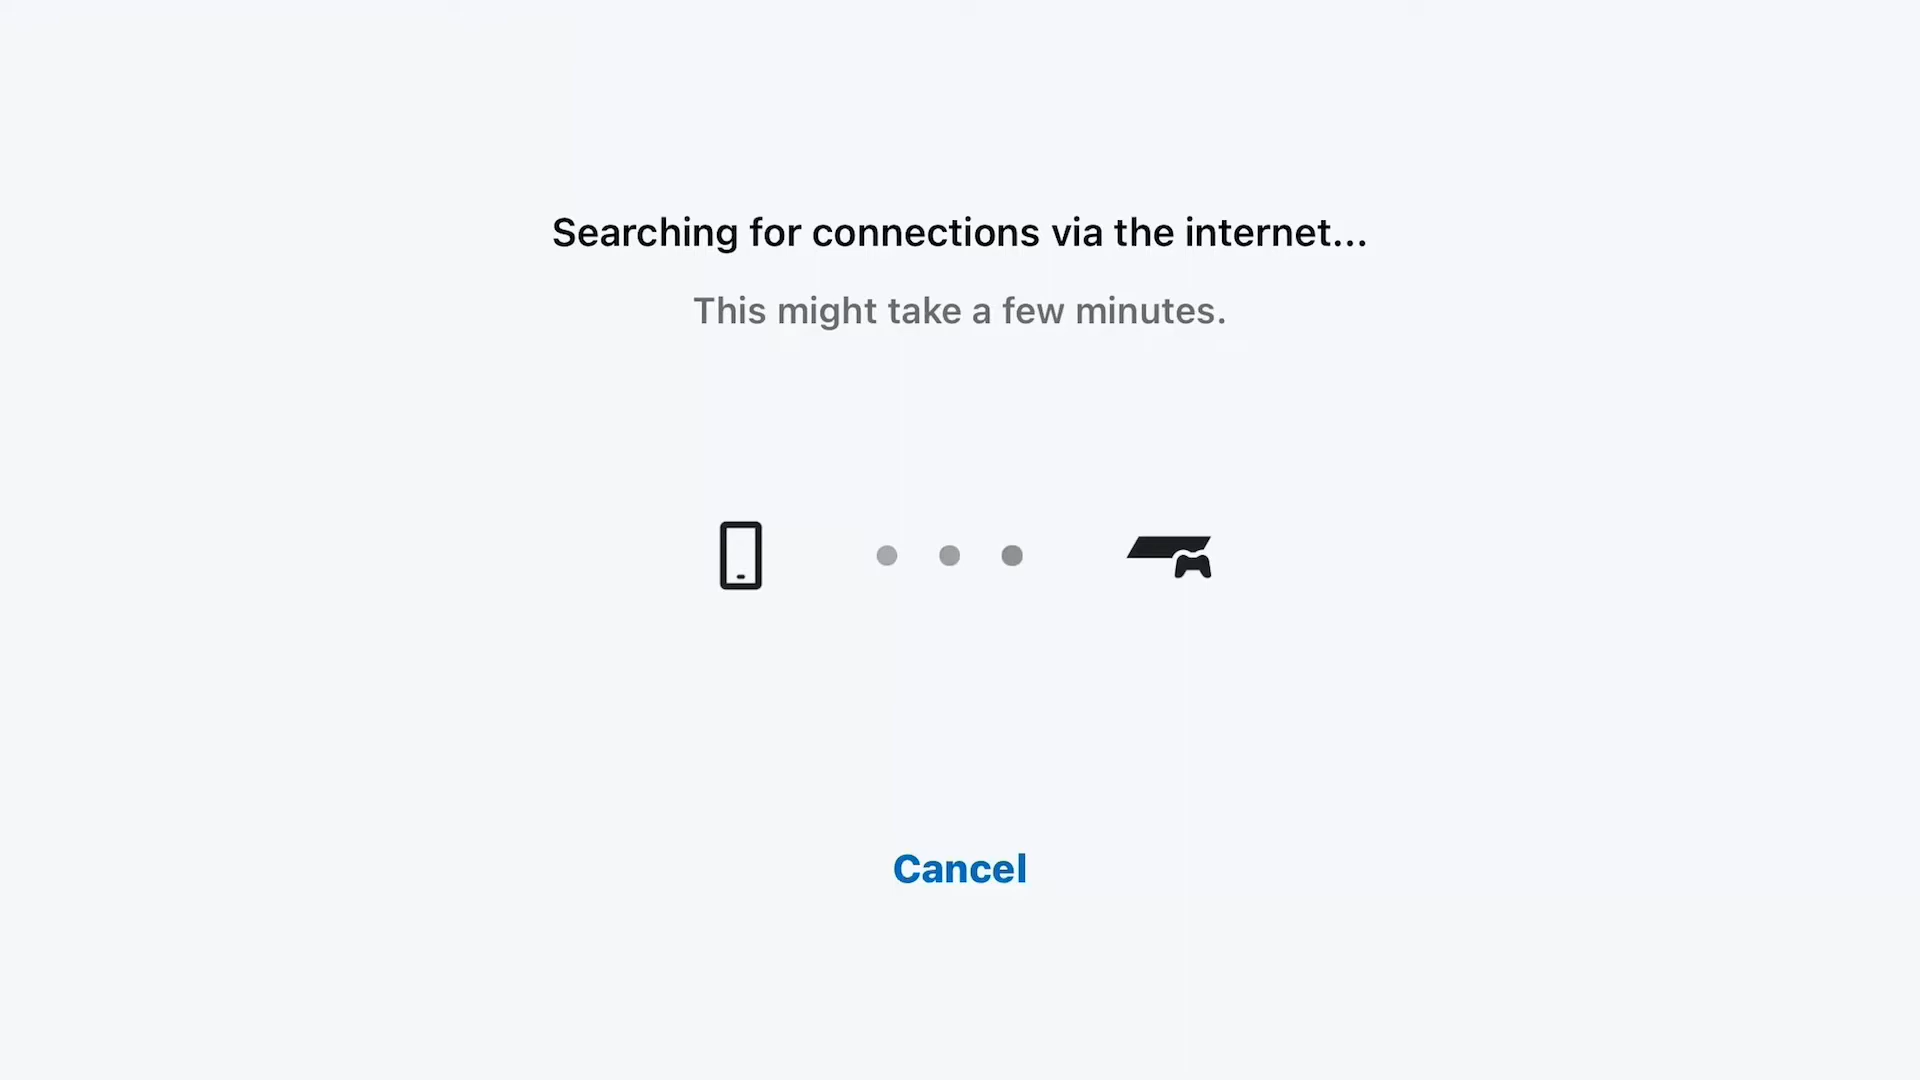 Searching for connections via the internet...
This might take a few minutes.
Cancel